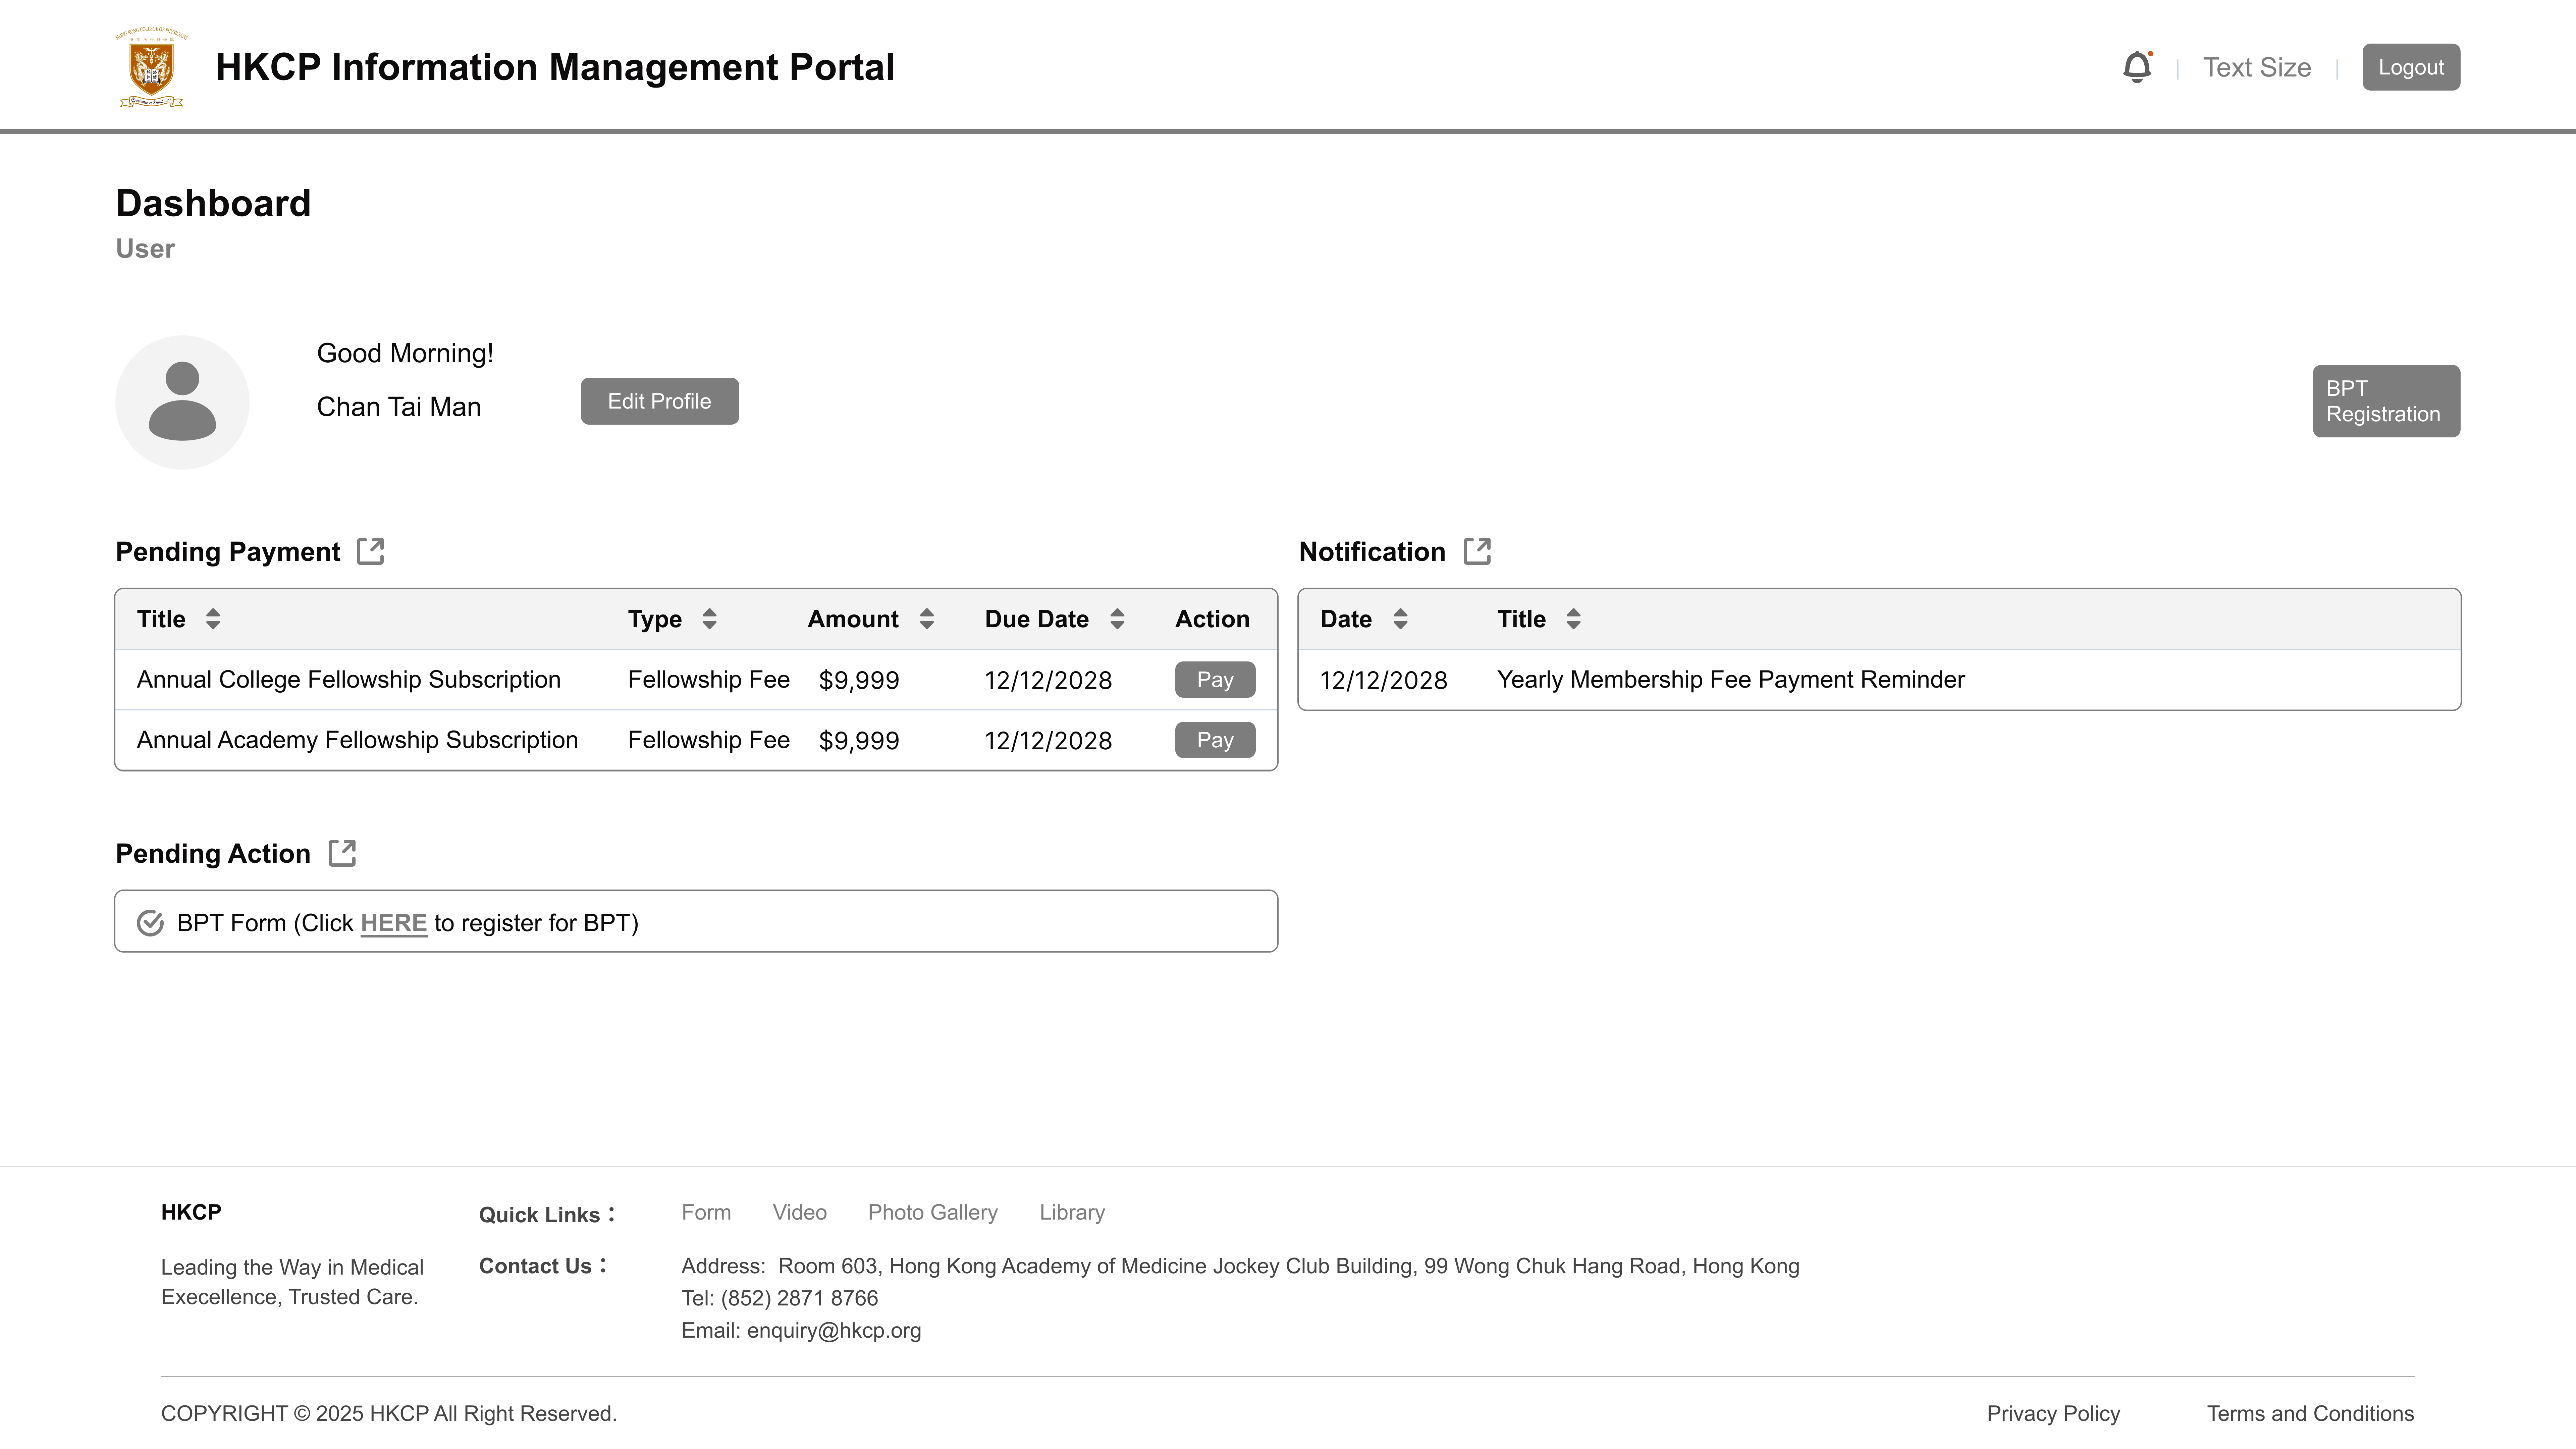 HONG KONG COLLEGE OF PHYSICIANS
HKCP Information Management Portal
Text Size
Logout
Dashboard
User
Good Morning!
Chan Tai Man
Edit Profile
BPT
Registration
Pending Payment
Title Type Amount Due Date Action
Annual College Fellowship Subscription Fellowship Fee $9,999 12/12/2028 Pay
Annual Academy Fellowship Subscription Fellowship Fee $9,999 12/12/2028 Pay
Notification
Date Title
12/12/2028 Yearly Membership Fee Payment Reminder
Pending Action
BPT Form (Click HERE to register for BPT)
HKCP
Leading the Way in Medical
Execellence, Trusted Care.
Quick Links：
Form Video Photo Gallery Library
Contact Us：
Address: Room 603, Hong Kong Academy of Medicine Jockey Club Building, 99 Wong Chuk Hang Road, Hong Kong
Tel: (852) 2871 8766
Email: enquiry@hkcp.org
COPYRIGHT © 2025 HKCP All Right Reserved.
Privacy Policy
Terms and Conditions